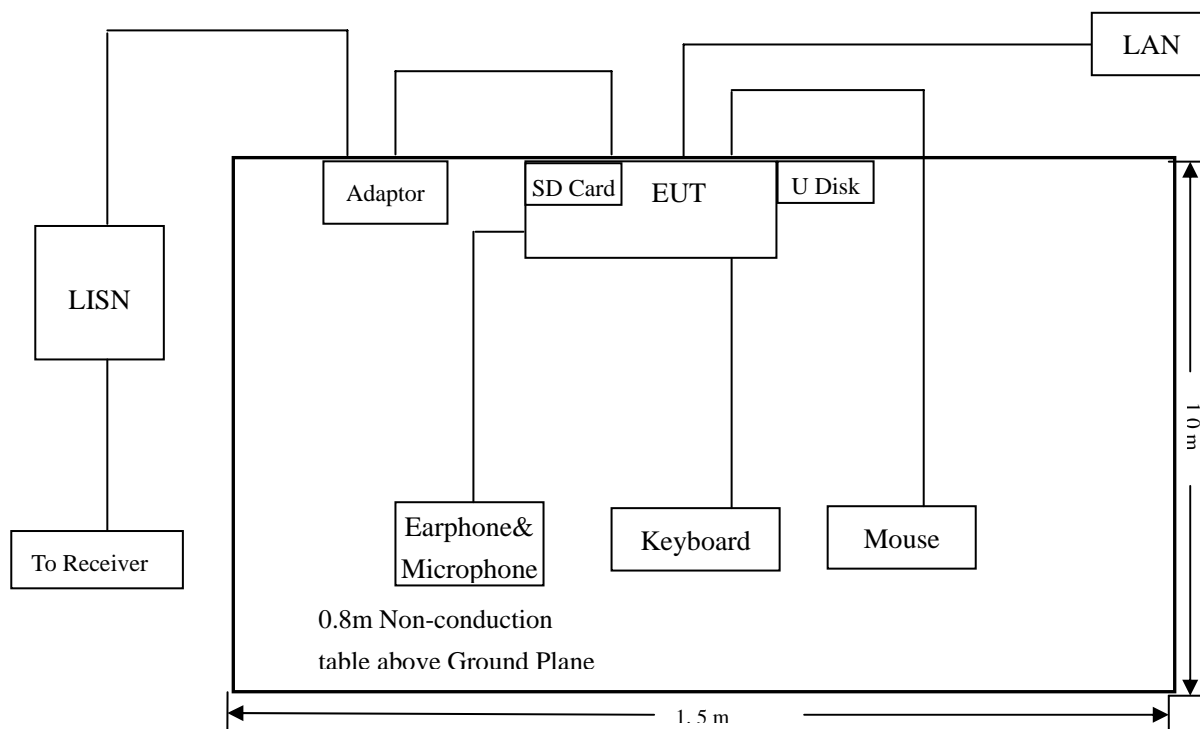 LAN
SD Card
EUT
U Disk
Adaptor
LISN
1.0 m
Earphone&
Microphone
Keyboard
Mouse
To Receiver
0.8m Non-conduction
table above Ground Plane
1.5 m